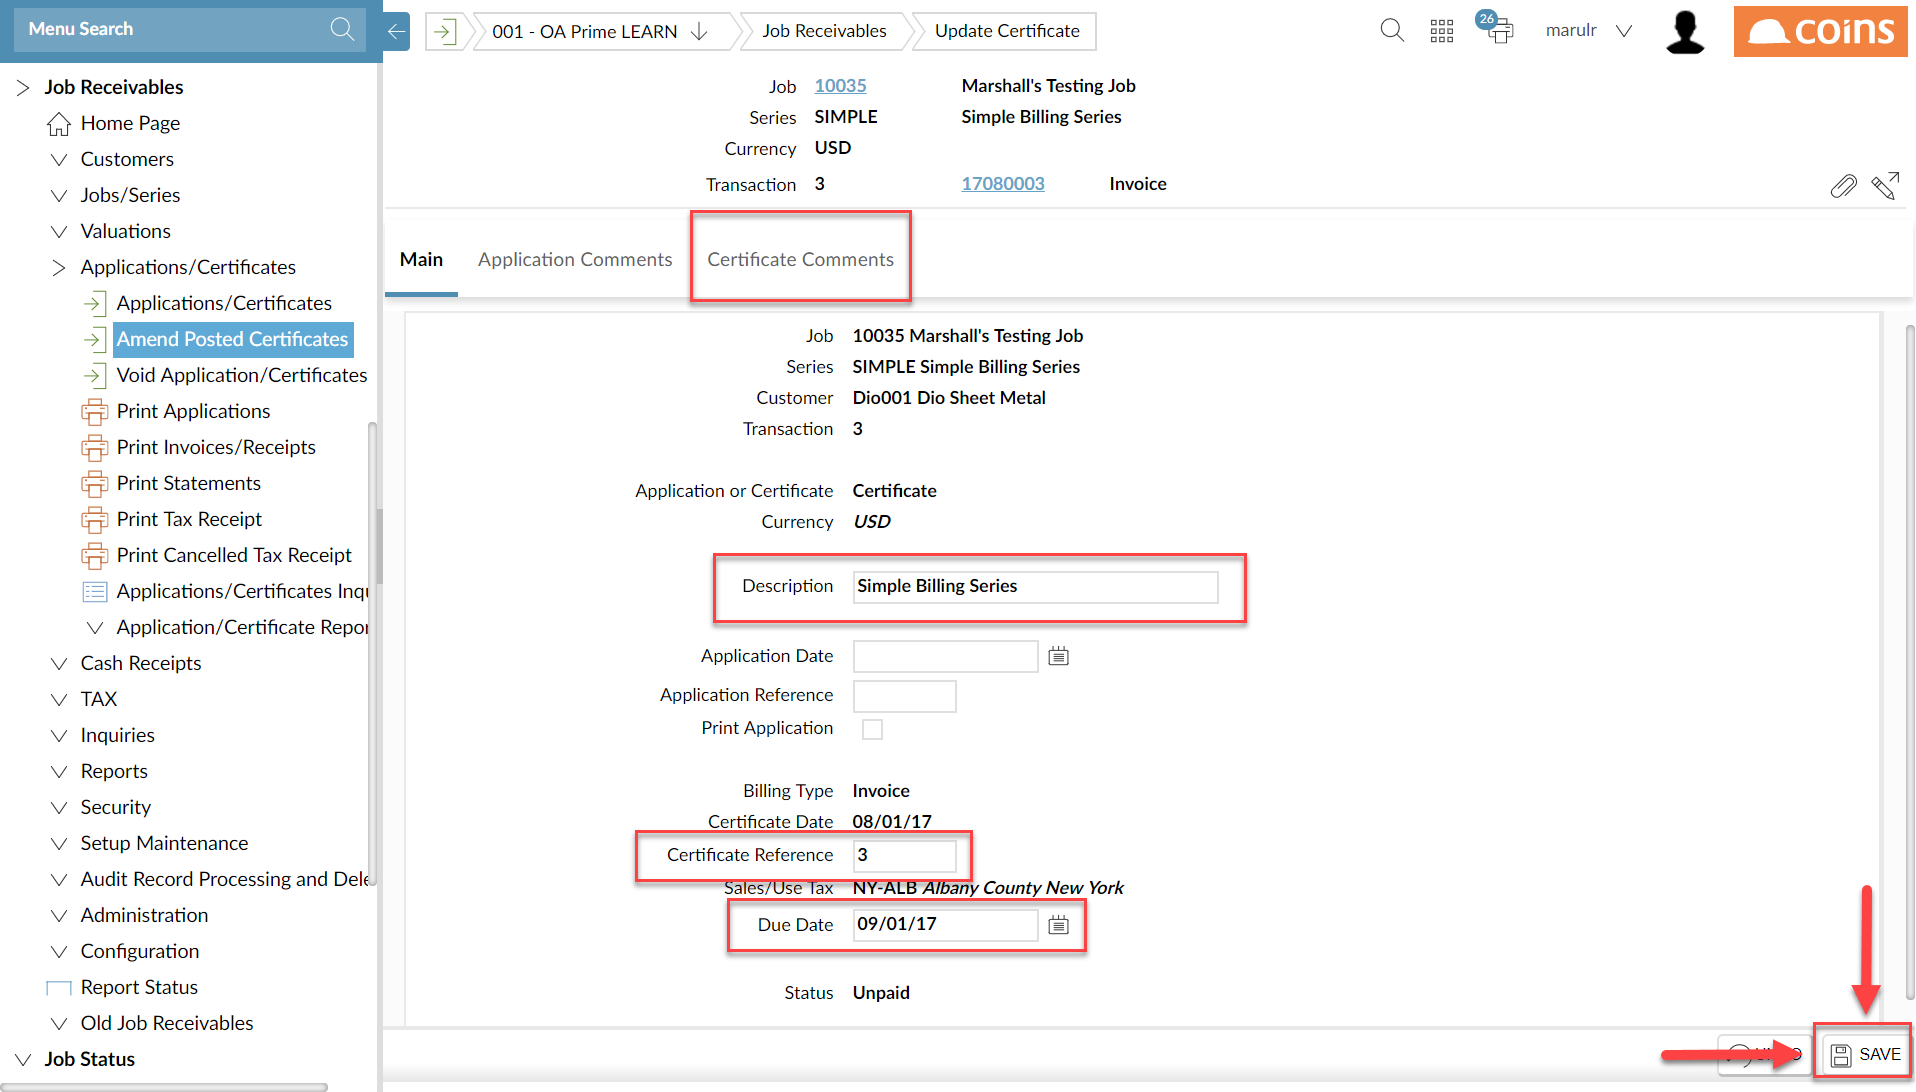 Menu Search
001 - OA Prime LEARN
Job Receivables
Update Certificate
26
marulr
coins
Job Receivables
Home Page
Customers
Jobs/Series
Valuations
Applications/Certificates
Applications/Certificates
Amend Posted Certificates
Void Application/Certificates
Print Applications
Print Invoices/Receipts
Print Statements
Print Tax Receipt
Print Cancelled Tax Receipt
Applications/Certificates Inqu
Application/Certificate Repor
Cash Receipts
TAX
Inquiries
Reports
Security
Setup Maintenance
Audit Record Processing and Dele
Administration
Configuration
Report Status
Old Job Receivables
Job Status
Job 10035 Marshall's Testing Job
Series SIMPLE Simple Billing Series
Currency USD
Transaction 3 17080003 Invoice
Main Application Comments Certificate Comments
Job 10035 Marshall's Testing Job
Series SIMPLE Simple Billing Series
Customer Dio001 Dio Sheet Metal
Transaction 3
Application or Certificate Certificate
Currency USD
Description Simple Billing Series
Application Date
Application Reference
Print Application
Billing Type Invoice
Certificate Date 08/01/17
Certificate Reference 3
Sales/Use Tax NY-ALB Albany County New York
Due Date 09/01/17
Status Unpaid
SAVE